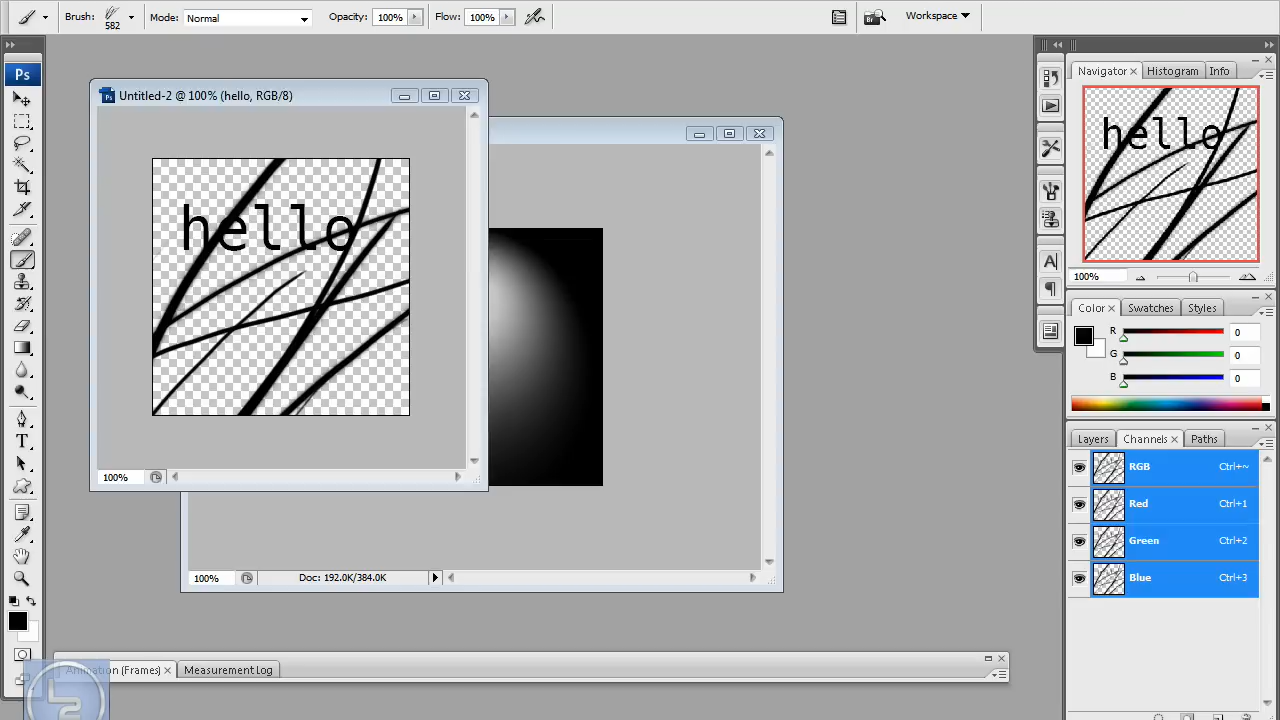 Brush:
582
Mode:
Normal
Opacity:
100%
Flow:
100%
Br
Workspace
Ps
Untitled-2 @ 100% (hello, RGB/8)
hello
100%
100%
Doc: 192.0K/384.0K
Animation (Frames)
Measurement Log
T
A
Navigator
Histogram
Info
hello
100%
Color
Swatches
Styles
R
0
G
0
B
0
Layers
Channels
Paths
RGB
Ctrl+~
Red
Ctrl+1
Green
Ctrl+2
Blue
Ctrl+3